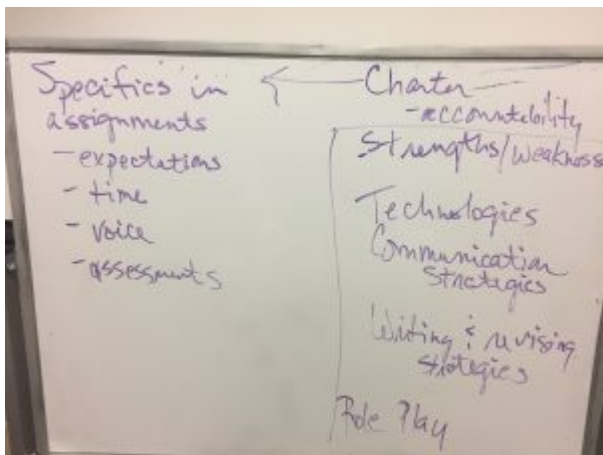 Specifics in
assignments
- expectations
- time
- voice
- assessments
Charter
- accountability
Strengths/Weakness
Technologies
Communication
Strategies
Writing & revising
strategies
Role Play